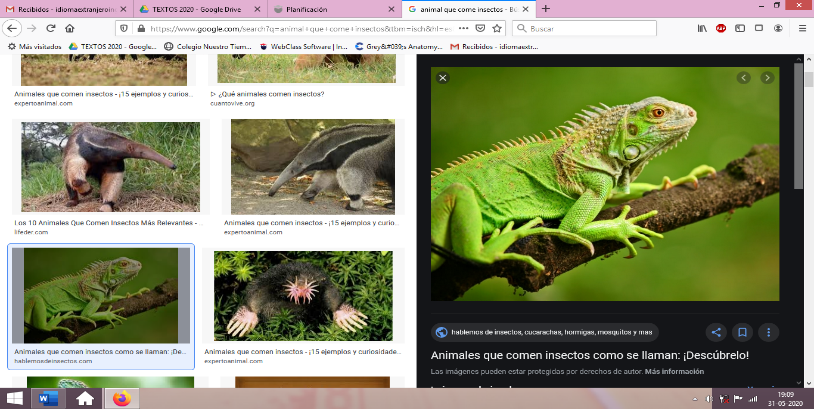 Recibidos - idiomaextranjeroin
TEXTOS 2020 - Google Drive
Planificación
animal que come insectos - Bú
https://www.google.com/search?q=animal+que+come+insectos&tbm=isch&hl=es
Buscar
Más visitados
TEXTOS 2020 - Google...
Colegio Nuestro Tiem...
WebClass Software | In...
Grey&#039;s Anatomy...
Recibidos - idiomaextr...
Animales que comen insectos - ¡15 ejemplos y curios...
expertoanimal.com
▷ ¿Qué animales comen insectos?
cuantovive.org
Los 10 Animales Que Comen Insectos Más Relevantes - ...
lifeder.com
Animales que comen insectos - ¡15 ejemplos y curio...
expertoanimal.com
Animales que comen insectos como se llaman: ¡De...
hablemosdeinsectos.com
Animales que comen insectos - ¡15 ejemplos y curiosidade...
expertoanimal.com
hablemos de insectos, cucarachas, hormigas, mosquitos y mas
Animales que comen insectos como se llaman: ¡Descúbrelo!
Las imágenes pueden estar protegidas por derechos de autor. Más información
19:09
31-05-2020